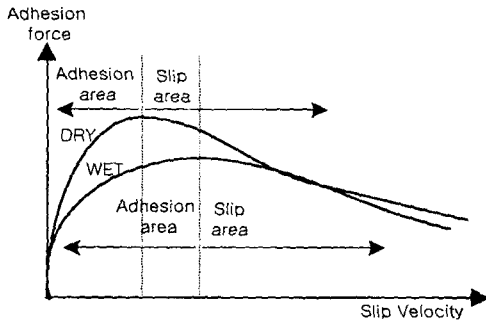 Adhesion
force
Adhesion
area
Slip
area
DRY
WET
Adhesion
area
Slip
area
Slip Velocity